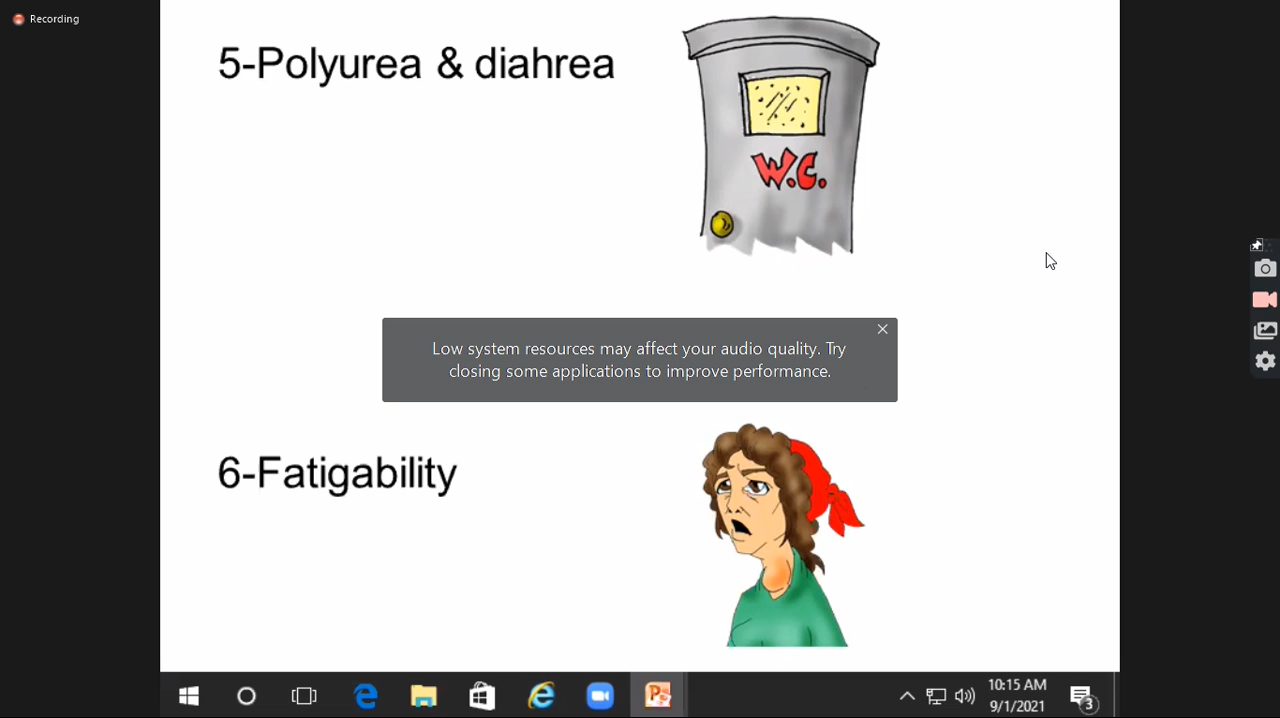 Recording
5-Polyurea & diahrea
W.C.
Low system resources may affect your audio quality. Try
closing some applications to improve performance.
6-Fatigability
10:15 AM
9/1/2021
3